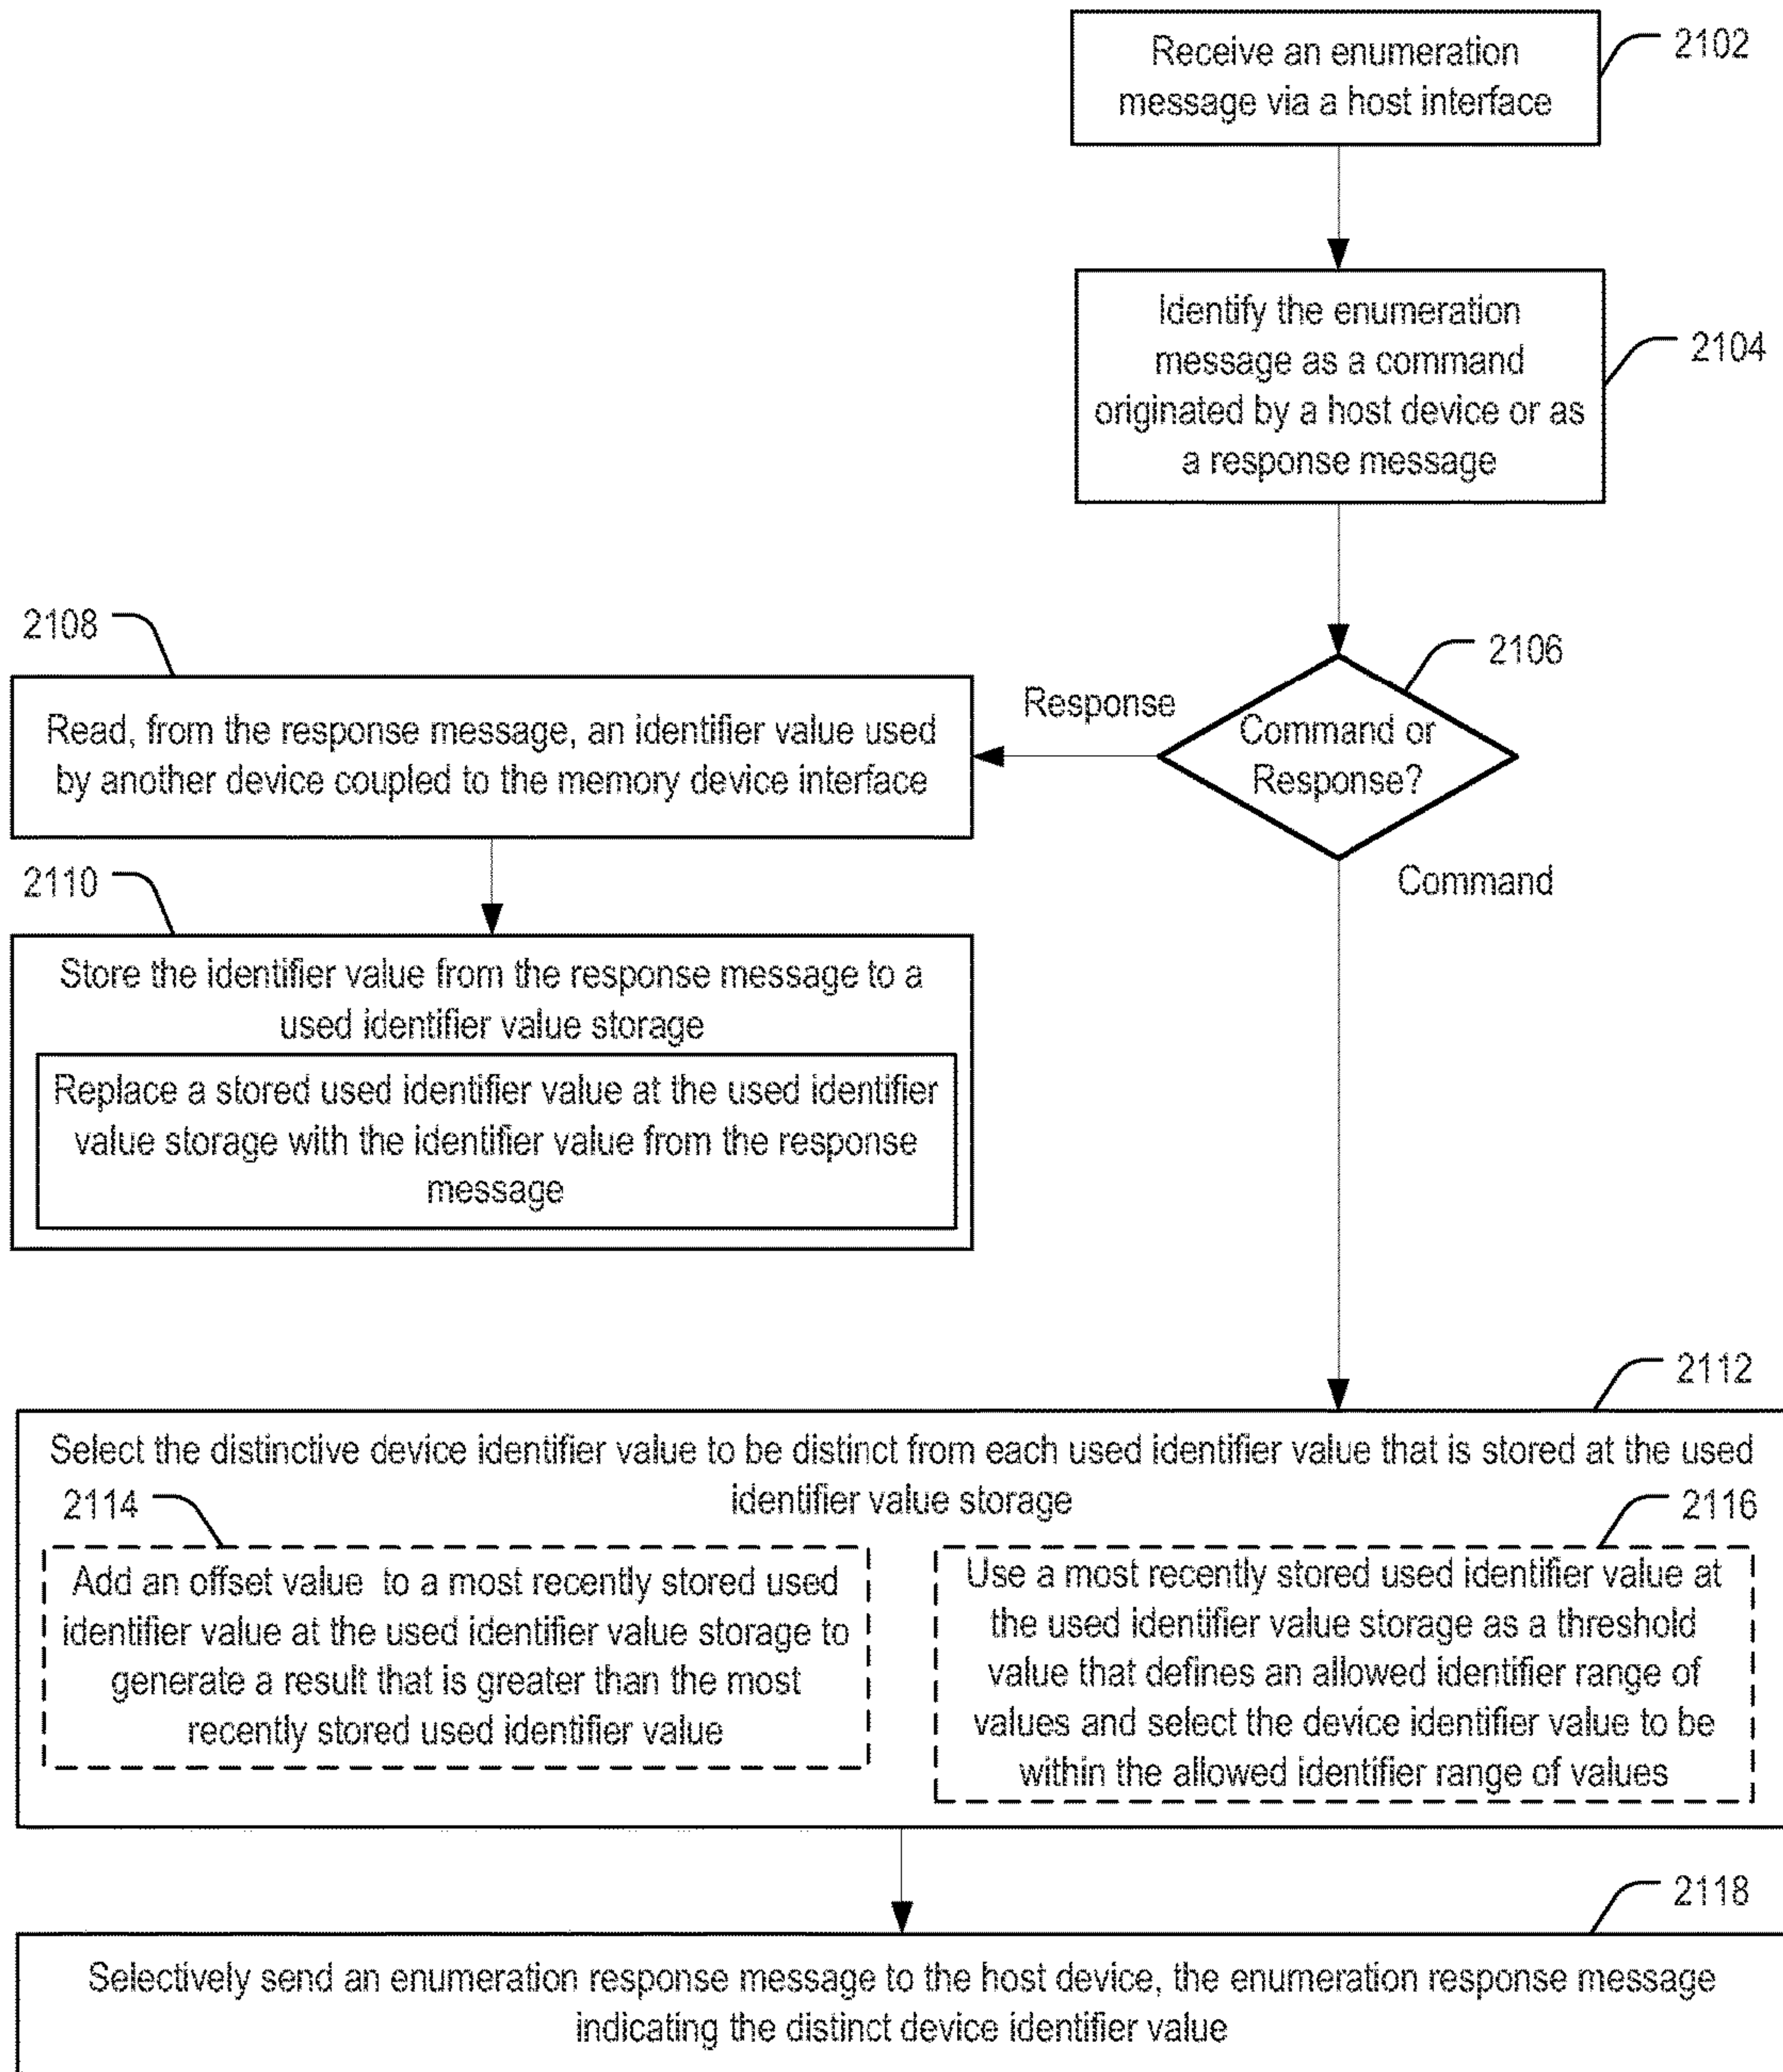 Receive an enumeration
message via a host interface
2102
Identify the enumeration
message as a command
originated by a host device or as
a response message
2104
2106
Command or
Response?
Response
Command
2108
Read, from the response message, an identifier value used
by another device coupled to the memory device interface
2110
Store the identifier value from the response message to a
used identifier value storage
Replace a stored used identifier value at the used identifier
value storage with the identifier value from the response
message
2112
Select the distinctive device identifier value to be distinct from each used identifier value that is stored at the used
identifier value storage
2114
Add an offset value to a most recently stored used
identifier value at the used identifier value storage to
generate a result that is greater than the most
recently stored used identifier value
2116
Use a most recently stored used identifier value at
the used identifier value storage as a threshold
value that defines an allowed identifier range of
values and select the device identifier value to be
within the allowed identifier range of values
2118
Selectively send an enumeration response message to the host device, the enumeration response message
indicating the distinct device identifier value